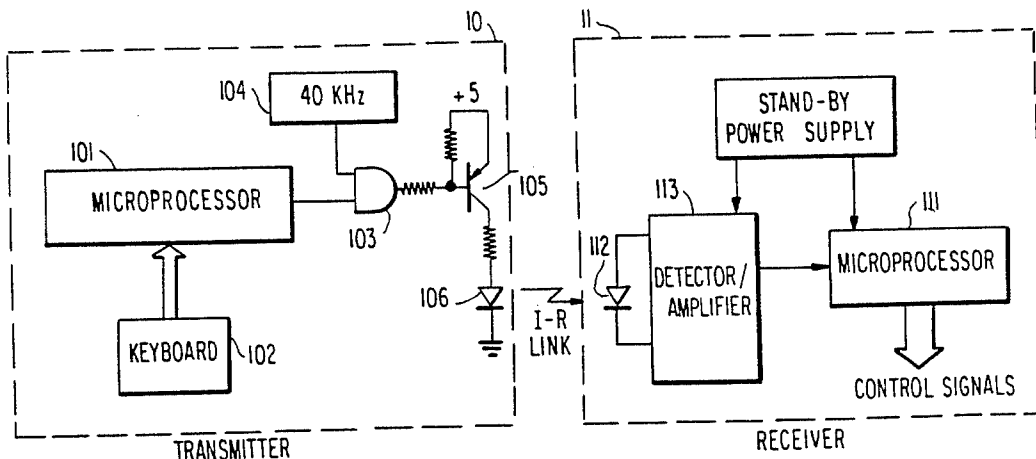 10
104
40 KHz
+5
101
MICROPROCESSOR
105
103
106
KEYBOARD
102
TRANSMITTER
I-R
LINK
11
STAND-BY
POWER SUPPLY
113
111
112
DETECTOR/
AMPLIFIER
MICROPROCESSOR
CONTROL SIGNALS
RECEIVER